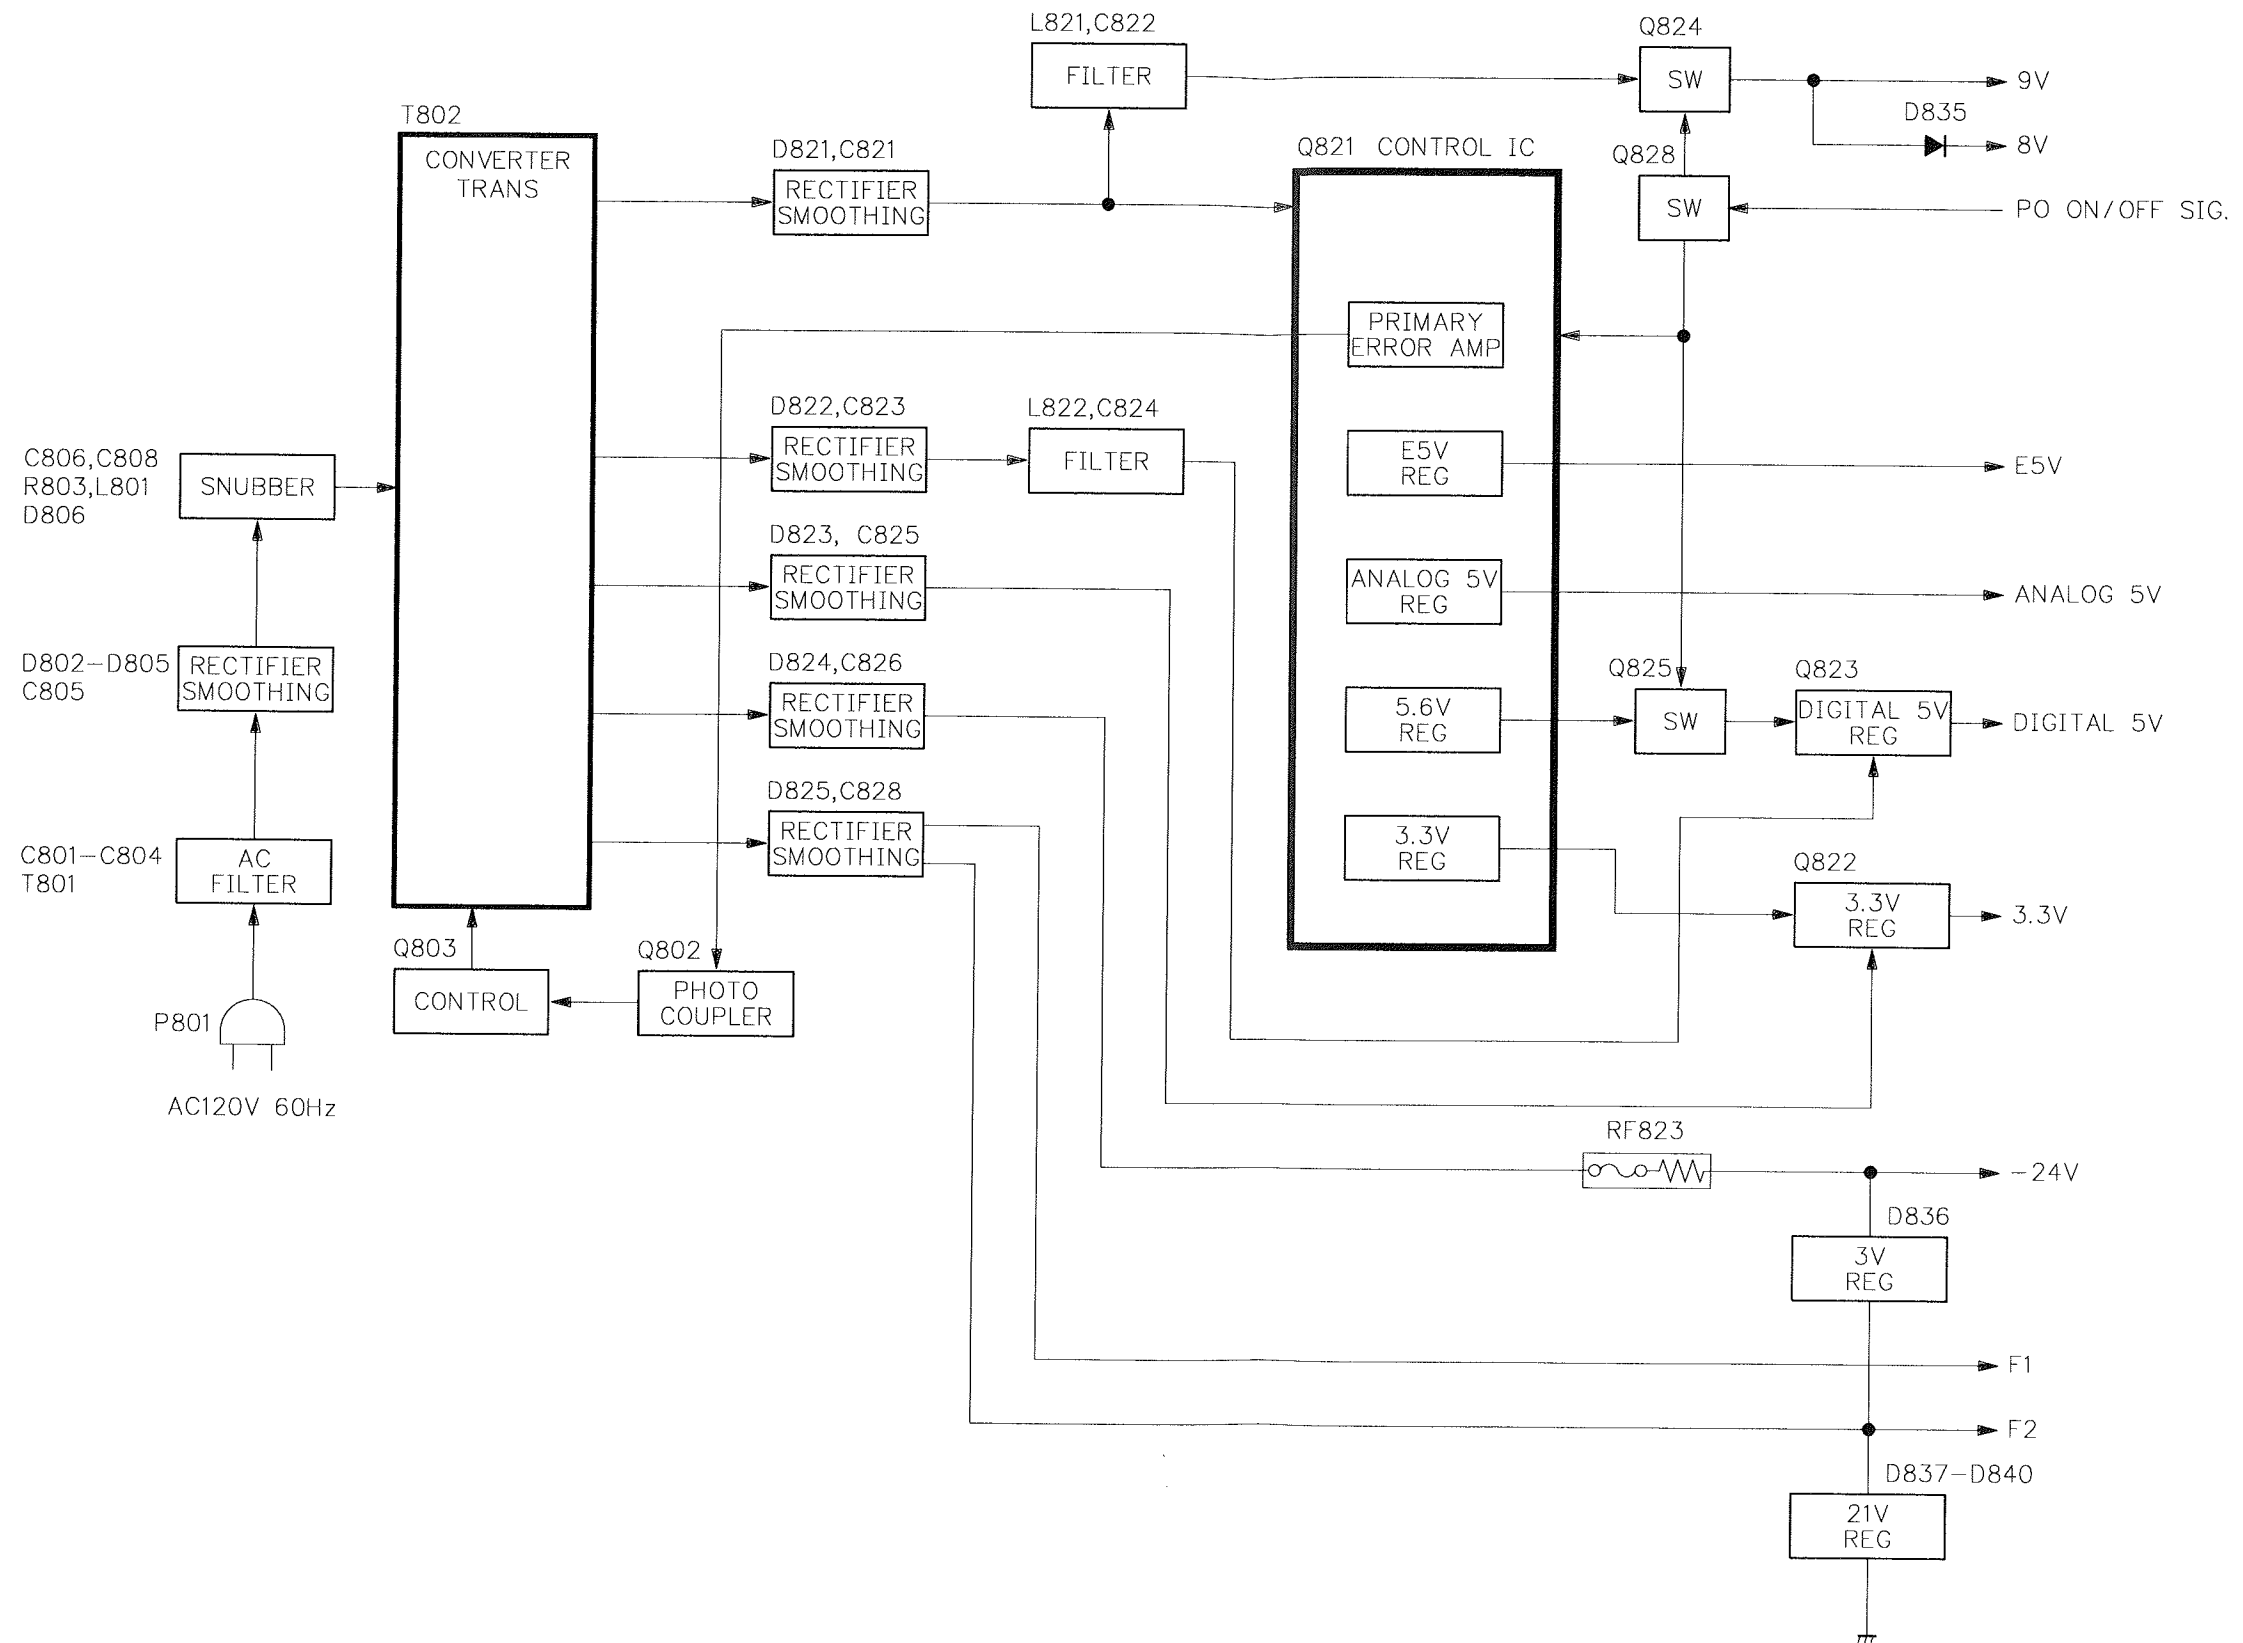 L821,C822
FILTER
Q824
SW
9V
D835
8V
T802
CONVERTER
TRANS
D821,C821
RECTIFIER
SMOOTHING
Q821 CONTROL IC
Q828
SW
PO ON/OFF SIG.
PRIMARY
ERROR AMP
D822,C823
RECTIFIER
SMOOTHING
L822,C824
FILTER
E5V
REG
E5V
C806,C808
R803,L801
D806
SNUBBER
D823, C825
RECTIFIER
SMOOTHING
ANALOG 5V
REG
ANALOG 5V
D802-D805
C805
RECTIFIER
SMOOTHING
D824,C826
RECTIFIER
SMOOTHING
5.6V
REG
Q825
SW
Q823
DIGITAL 5V
REG
DIGITAL 5V
D825,C828
RECTIFIER
SMOOTHING
3.3V
REG
Q822
3.3V
REG
3.3V
C801-C804
T801
AC
FILTER
Q803
CONTROL
Q802
PHOTO
COUPLER
P801
AC120V 60Hz
RF823
-24V
D836
3V
REG
F1
F2
D837-D840
21V
REG